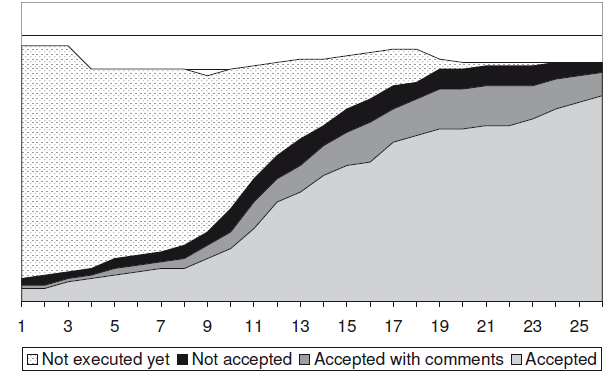 1 3 5 7 9 11 13 15 17 19 21 23 25
Not executed yet Not accepted Accepted with comments Accepted